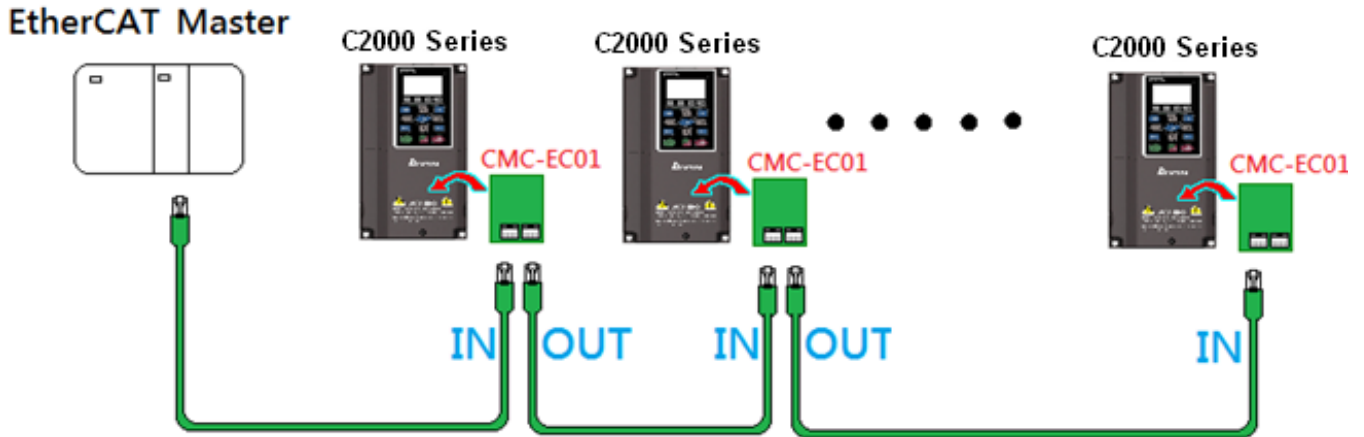 EtherCAT Master
C2000 Series
C2000 Series
C2000 Series
CMC-EC01
CMC-EC01
CMC-EC01
IN
OUT
IN
OUT
IN